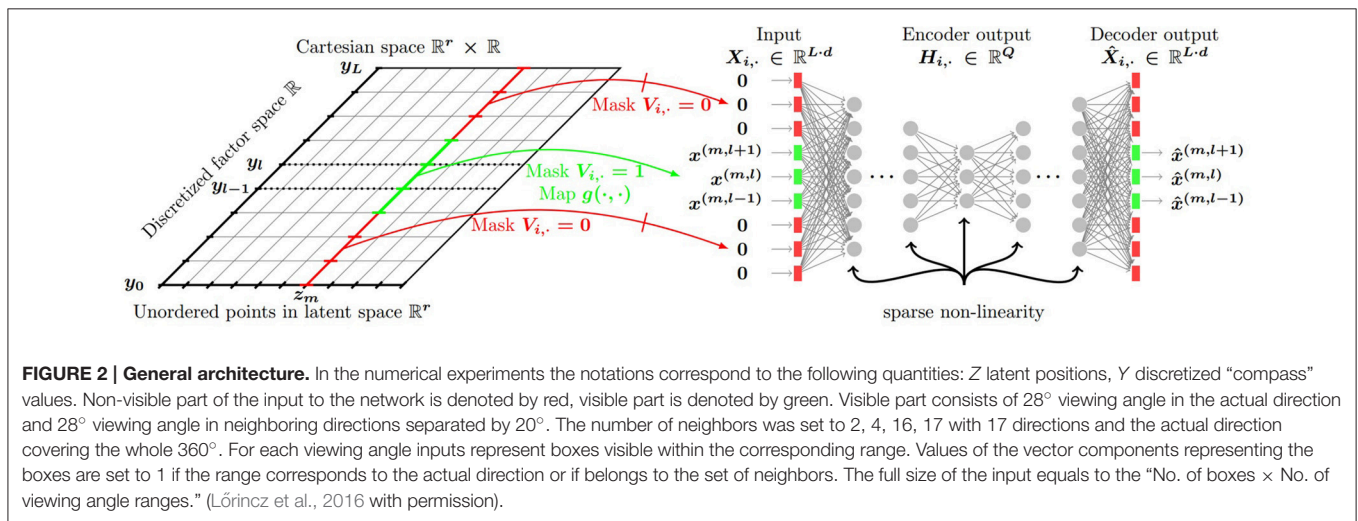 Cartesian space ℝ^r × ℝ
y_L
Discretized factor space ℝ
y_l
y_{l−1}
y_0
z_m
Unordered points in latent space ℝ^r
Mask V_{i,·} = 0
Mask V_{i,·} = 1
Map g(·, ·)
Mask V_{i,·} = 0
Input
X_{i,·} ∈ ℝ^{L·d}
0
0
0
x^{(m,l+1)}
x^{(m,l)}
x^{(m,l−1)}
0
0
0
Encoder output
H_{i,·} ∈ ℝ^Q
...
...
sparse non-linearity
Decoder output
X̂_{i,·} ∈ ℝ^{L·d}
x̂^{(m,l+1)}
x̂^{(m,l)}
x̂^{(m,l−1)}
FIGURE 2 | General architecture. In the numerical experiments the notations correspond to the following quantities: Z latent positions, Y discretized “compass”
values. Non-visible part of the input to the network is denoted by red, visible part is denoted by green. Visible part consists of 28° viewing angle in the actual direction
and 28° viewing angle in neighboring directions separated by 20°. The number of neighbors was set to 2, 4, 16, 17 with 17 directions and the actual direction
covering the whole 360°. For each viewing angle inputs represent boxes visible within the corresponding range. Values of the vector components representing the
boxes are set to 1 if the range corresponds to the actual direction or if belongs to the set of neighbors. The full size of the input equals to the “No. of boxes × No. of
viewing angle ranges.” (Lőrincz et al., 2016 with permission).